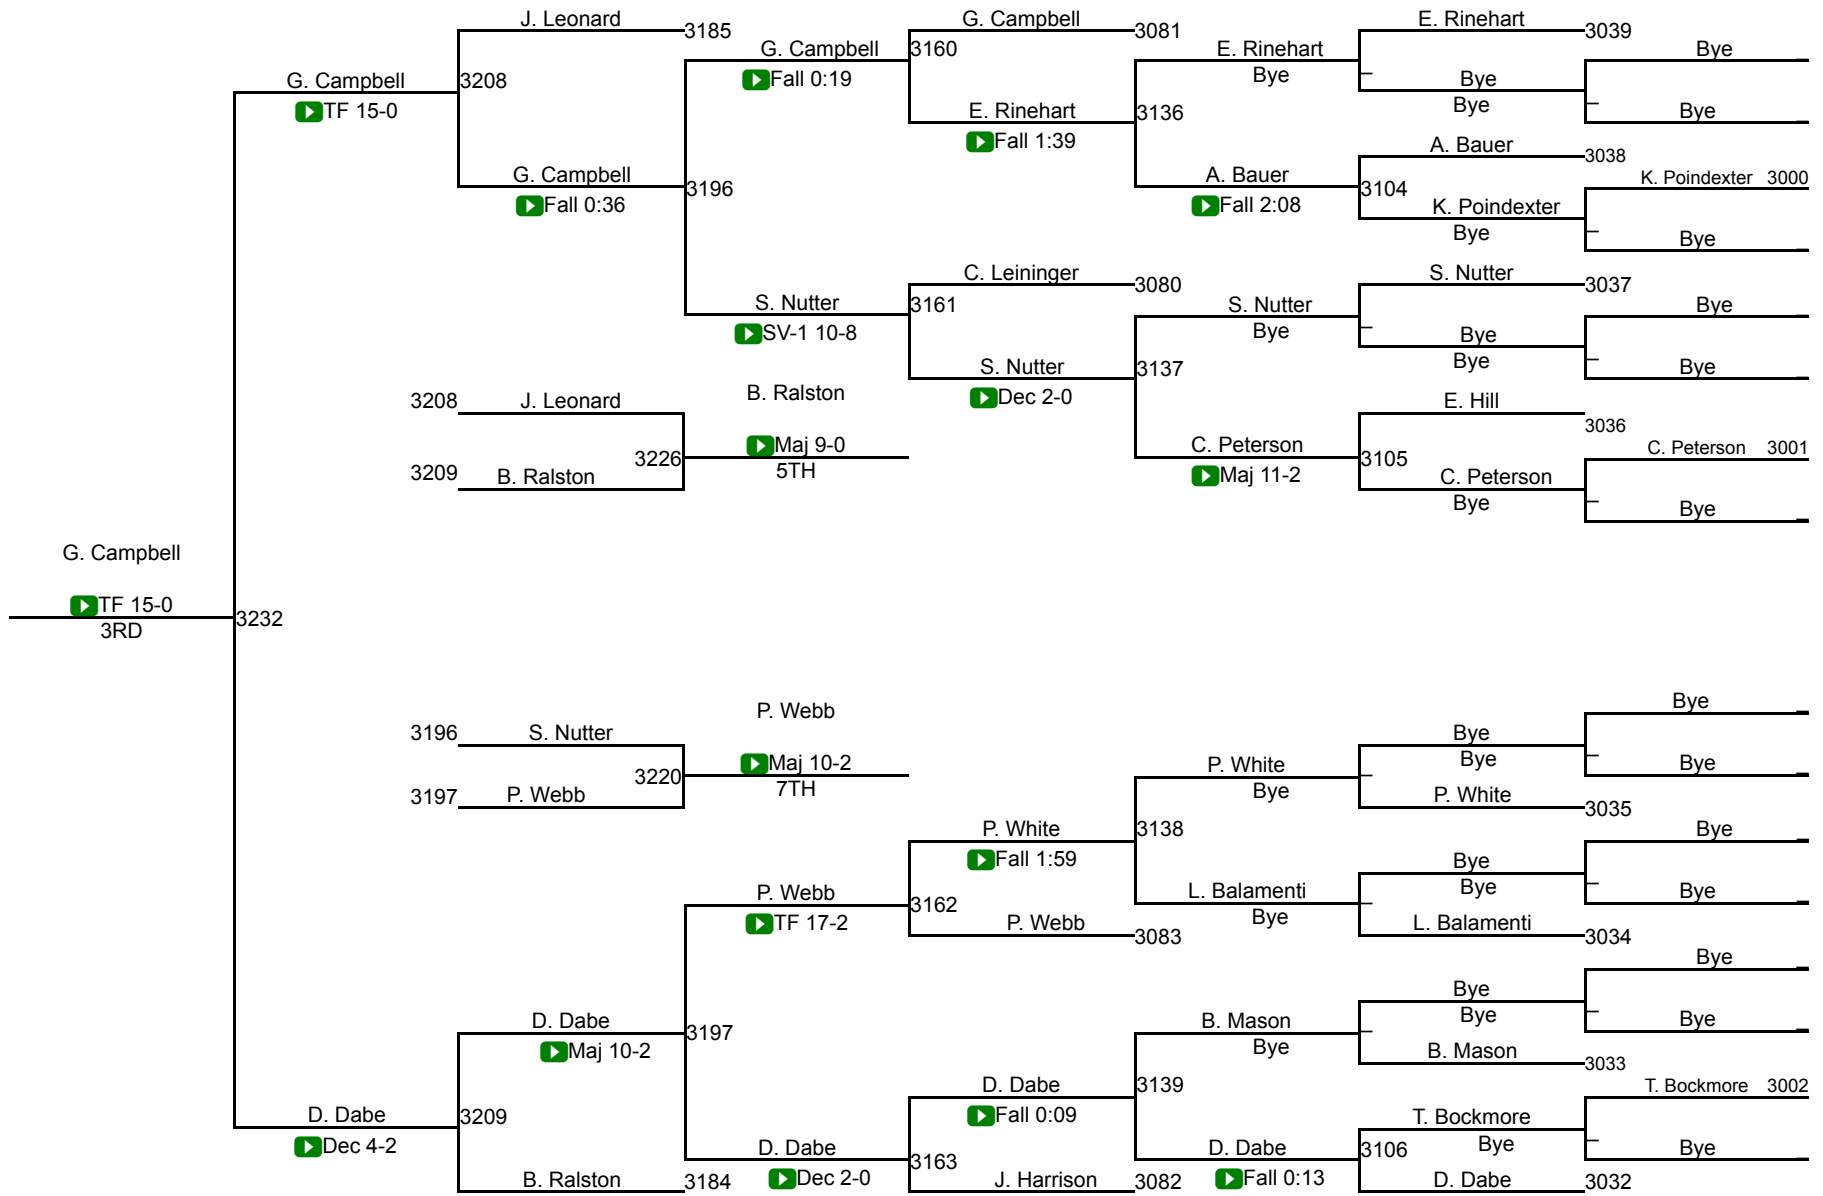 J. Leonard
G. Campbell
E. Rinehart
3185
3081
3039
G. Campbell
3160
E. Rinehart
Bye
G. Campbell
3208
Fall 0:19
Bye
Bye
TF 15-0
E. Rinehart
3136
Bye
Bye
Fall 1:39
A. Bauer
3038
G. Campbell
3196
A. Bauer
3104
K. Poindexter 3000
Fall 0:36
Fall 2:08
K. Poindexter
Bye
Bye
C. Leininger
S. Nutter
3080
3037
S. Nutter
3161
S. Nutter
Bye
SV-1 10-8
Bye
Bye
Bye
S. Nutter
3137
Bye
B. Ralston
Dec 2-0
3208
J. Leonard
E. Hill
3036
Maj 9-0
C. Peterson
C. Peterson 3001
3226
5TH
3105
3209
B. Ralston
Maj 11-2
C. Peterson
Bye
Bye
G. Campbell
TF 15-0
3RD
3232
Bye
P. Webb
3196
S. Nutter
Bye
Maj 10-2
P. White
Bye
Bye
3220
7TH
Bye
3197
P. Webb
P. White
3035
P. White
3138
Bye
Fall 1:59
Bye
P. Webb
L. Balamenti
Bye
Bye
3162
TF 17-2
Bye
P. Webb
L. Balamenti
3083
3034
Bye
Bye
D. Dabe
3197
B. Mason
Bye
Bye
Maj 10-2
Bye
B. Mason
3033
D. Dabe
3139
T. Bockmore 3002
D. Dabe
3209
Fall 0:09
T. Bockmore
Dec 4-2
D. Dabe
D. Dabe
3106
Bye
Bye
3163
B. Ralston
3184
Dec 2-0
J. Harrison
3082
Fall 0:13
D. Dabe
3032